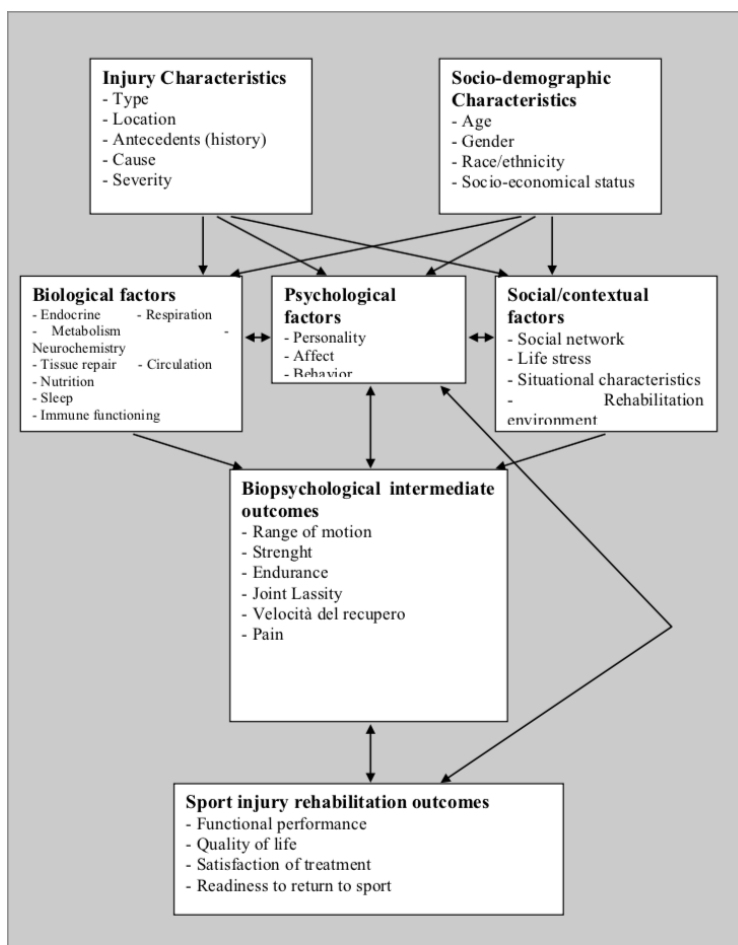 Injury Characteristics
- Type
- Location
- Antecedents (history)
- Cause
- Severity
Socio-demographic
Characteristics
- Age
- Gender
- Race/ethnicity
- Socio-economical status
Biological factors
- Endocrine - Respiration
- Metabolism -
Neurochemistry
- Tissue repair - Circulation
- Nutrition
- Sleep
- Immune functioning
Psychological
factors
- Personality
- Affect
- Behavior
Social/contextual
factors
- Social network
- Life stress
- Situational characteristics
- Rehabilitation
environment
Biopsychological intermediate
outcomes
- Range of motion
- Strenght
- Endurance
- Joint Lassity
- Velocità del recupero
- Pain
Sport injury rehabilitation outcomes
- Functional performance
- Quality of life
- Satisfaction of treatment
- Readiness to return to sport